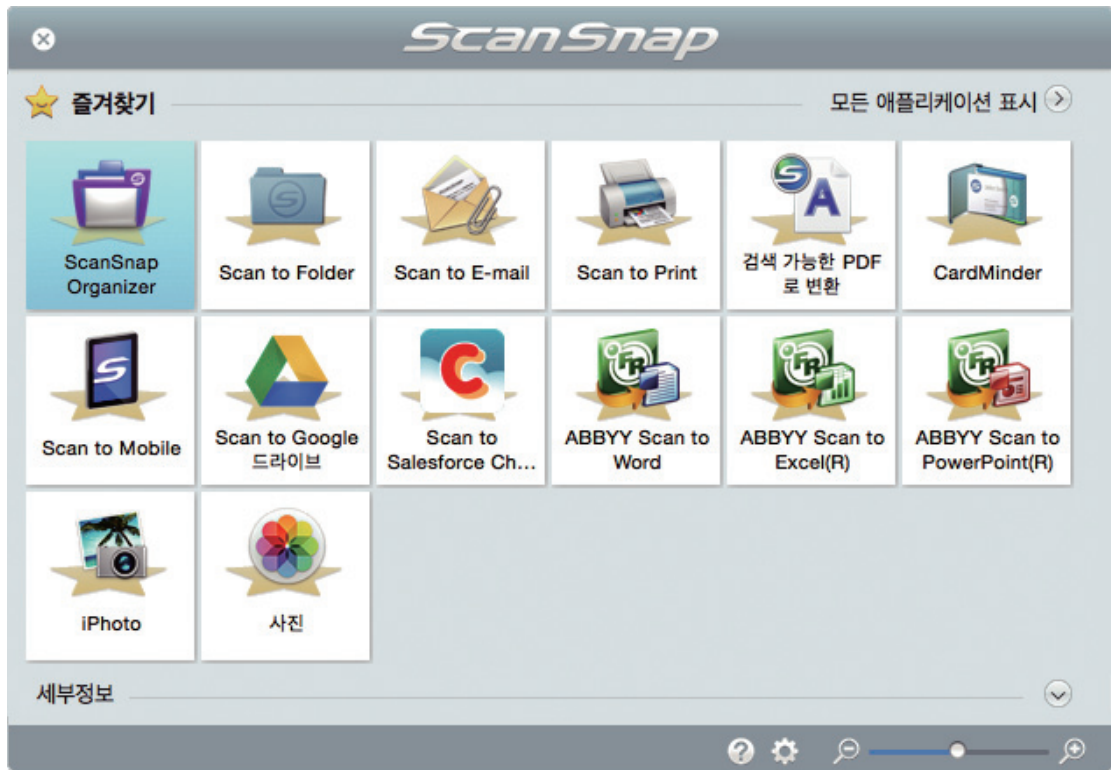 ScanSnap
즐겨찾기
모든 애플리케이션 표시
ScanSnap
Organizer
Scan to Folder
Scan to E-mail
Scan to Print
검색 가능한 PDF
로 변환
CardMinder
Scan to Mobile
Scan to Google
드라이브
Scan to
Salesforce Ch...
ABBYY Scan to
Word
ABBYY Scan to
Excel(R)
ABBYY Scan to
PowerPoint(R)
iPhoto
사진
세부정보